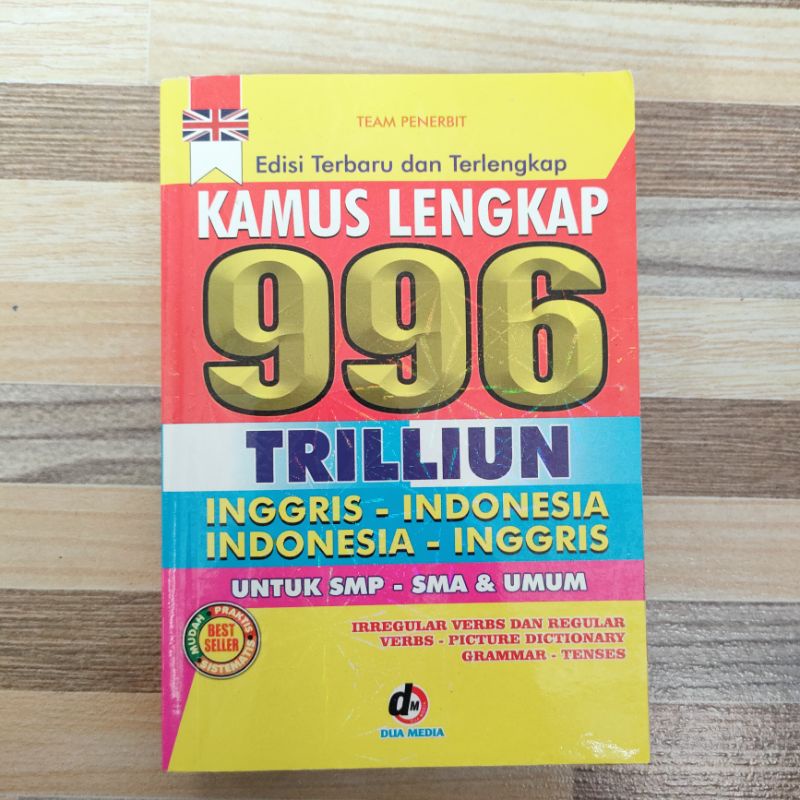 TEAM PENERBIT
Edisi Terbaru dan Terlengkap
KAMUS LENGKAP
996
TRILLIUN
INGGRIS - INDONESIA
INDONESIA - INGGRIS
UNTUK SMP - SMA & UMUM
MUDAH - PRAKTIS
BEST
SELLER
SISTEMATIS
IRREGULAR VERBS DAN REGULAR
VERBS - PICTURE DICTIONARY
GRAMMAR - TENSES
dM
DUA MEDIA